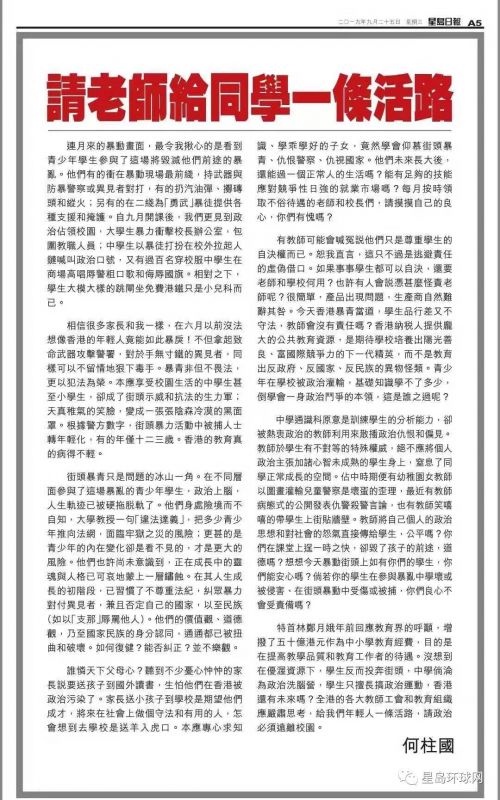 二〇一九年九月二十五日 星期三 星島日報 A5
請老師給同學一條活路
連月來的暴動畫面，最令我揪心的是看到
青少年學生參與了這場將毀滅他們前途的暴
亂。他們有的衝在暴動現場最前綫，持武器與
防暴警察或異見者對打，有的扔汽油彈、擲磚
頭和縱火；另有的在二綫為「勇武」暴徒提供各
種支援和掩護。自九月開課後，我們更見到政
治佔領校園，大學生暴力衝擊校長辦公室，包
圍教職人員；中學生以暴徒打扮在校外拉起人
鏈喊叫政治口號，又有過百名穿校服中學生在
商場高唱辱警粗口歌和侮辱國旗。相對之下，
學生大模大樣的跳閘坐免費港鐵只是小兒科而
已。
相信很多家長和我一樣，在六月以前沒法
想像香港的年輕人竟能如此暴戾！不但拿起致
命武器攻擊警署，對於手無寸鐵的異見者，同
樣可以不留情地狠下毒手。暴青非但不畏法，
更以犯法為榮。本應享受校園生活的中學生甚
至小學生，卻成了街頭示威和抗法的生力軍；
天真稚氣的笑臉，變成一張張陰森冷漠的黑面
罩。根據警方數字，街頭暴力活動中被捕人士
轉年輕化，有的年僅十二三歲。香港的教育真
的病得不輕。
街頭暴青只是問題的冰山一角。在不同層
面參與了這場暴亂的青少年學生，政治上腦，
人生軌迹已被硬拖脫軌了。他們身處險境而不
自知，大學教授一句「違法達義」，把多少青少
年推向法網，面臨牢獄之災的風險；更甚的是
青少年的內在變化卻是看不見的，才是更大的
風險。他們也許尚未意識到，正在成長中的靈
魂與人格已可哀地蒙上一層鏽蝕。在其人生成
長的初階段，已習慣了不尊重法紀，糾眾暴力
對付異見者，兼且否定自己的國家，以至民族
（如以「支那」辱罵他人）。他們的價值觀、道德
觀，乃至國家民族的身分認同，通通都已被扭
曲和破壞。如何復健？能否糾正？並不樂觀。
誰憐天下父母心？聽到不少憂心忡忡的家
長說要送孩子到國外讀書，生怕他們在香港被
政治污染了。家長送小孩子到學校是期望他們
成才，將來在社會上做個守法和有用的人，怎
會想到去學校是送羊入虎口。本應專心求知
識、學乖學好的子女，竟然學會仰慕街頭暴
青、仇恨警察、仇視國家。他們未來長大後，
還能過一個正常人的生活嗎？能有足夠的技能
應對競爭性日強的就業市場嗎？每月按時領
取不俗待遇的老師和校長們，請摸摸自己的良
心，你們有愧嗎？
有教師可能會喊冤說他們只是尊重學生的
自決權而已。恕我直言，這只不過是逃避責任
的虛偽借口。如果事事學生都可以自決，還要
老師和學校何用？也許有人會說憑甚麼怪責老
師呢？很簡單，產品出現問題，生產商自然難
辭其咎。今天香港暴青當道，學生品行差又不
守法，教師會沒有責任嗎？香港納稅人提供龐
大的公共教育資源，是期待學校培養出陽光善
良、富國際競爭力的下一代精英，而不是教育
出反政府、反國家、反民族的異物怪類。青少
年在學校被政治灌輸，基礎知識學不了多少，
倒學會一身政治鬥爭的本領，這是誰之過呢？
中學通識科原意是訓練學生的分析能力，卻
被熱衷政治的教師利用來散播政治仇恨和偏見。
教師於學生有不對等的特殊權威，絕不應將個人
政治主張加諸心智未成熟的學生身上，窒息了同
學正常成長的空間。佔中時期便有幼稚園女教師
以圖畫灌輸兒童警察是壞蛋的歪理，最近有教師
病態式的公開發表仇警殺警言論，也有教師笑嘻
嘻的帶學生上街貼牆壁。教師將自己個人的政治
思想和對社會的怨氣直接傳給學生，公平嗎？你
們在課堂上逞一時之快，卻毀了孩子的前途，道
德嗎？想想今天暴動街頭上如有你們的學生，你
們能安心嗎？倘若你的學生在參與暴亂中學壞或
被侵害、在街頭暴動中受傷或被捕，你們良心不
會受責備嗎？
特首林鄭月娥年前回應教育界的呼籲，增
撥了五十億港元作為中小學教育經費，目的是
在提高教學品質和教育工作者的待遇。沒想到
在優渥資源下，學生反而投奔街頭，中學倘淪
為政治洗腦營，學生只擅長搞政治運動，香港
還有未來嗎？全港的各大教師工會和教育組織
應嚴肅思考，給我們年輕人一條活路，請政治
必須遠離校園。
何柱國
星島环球网